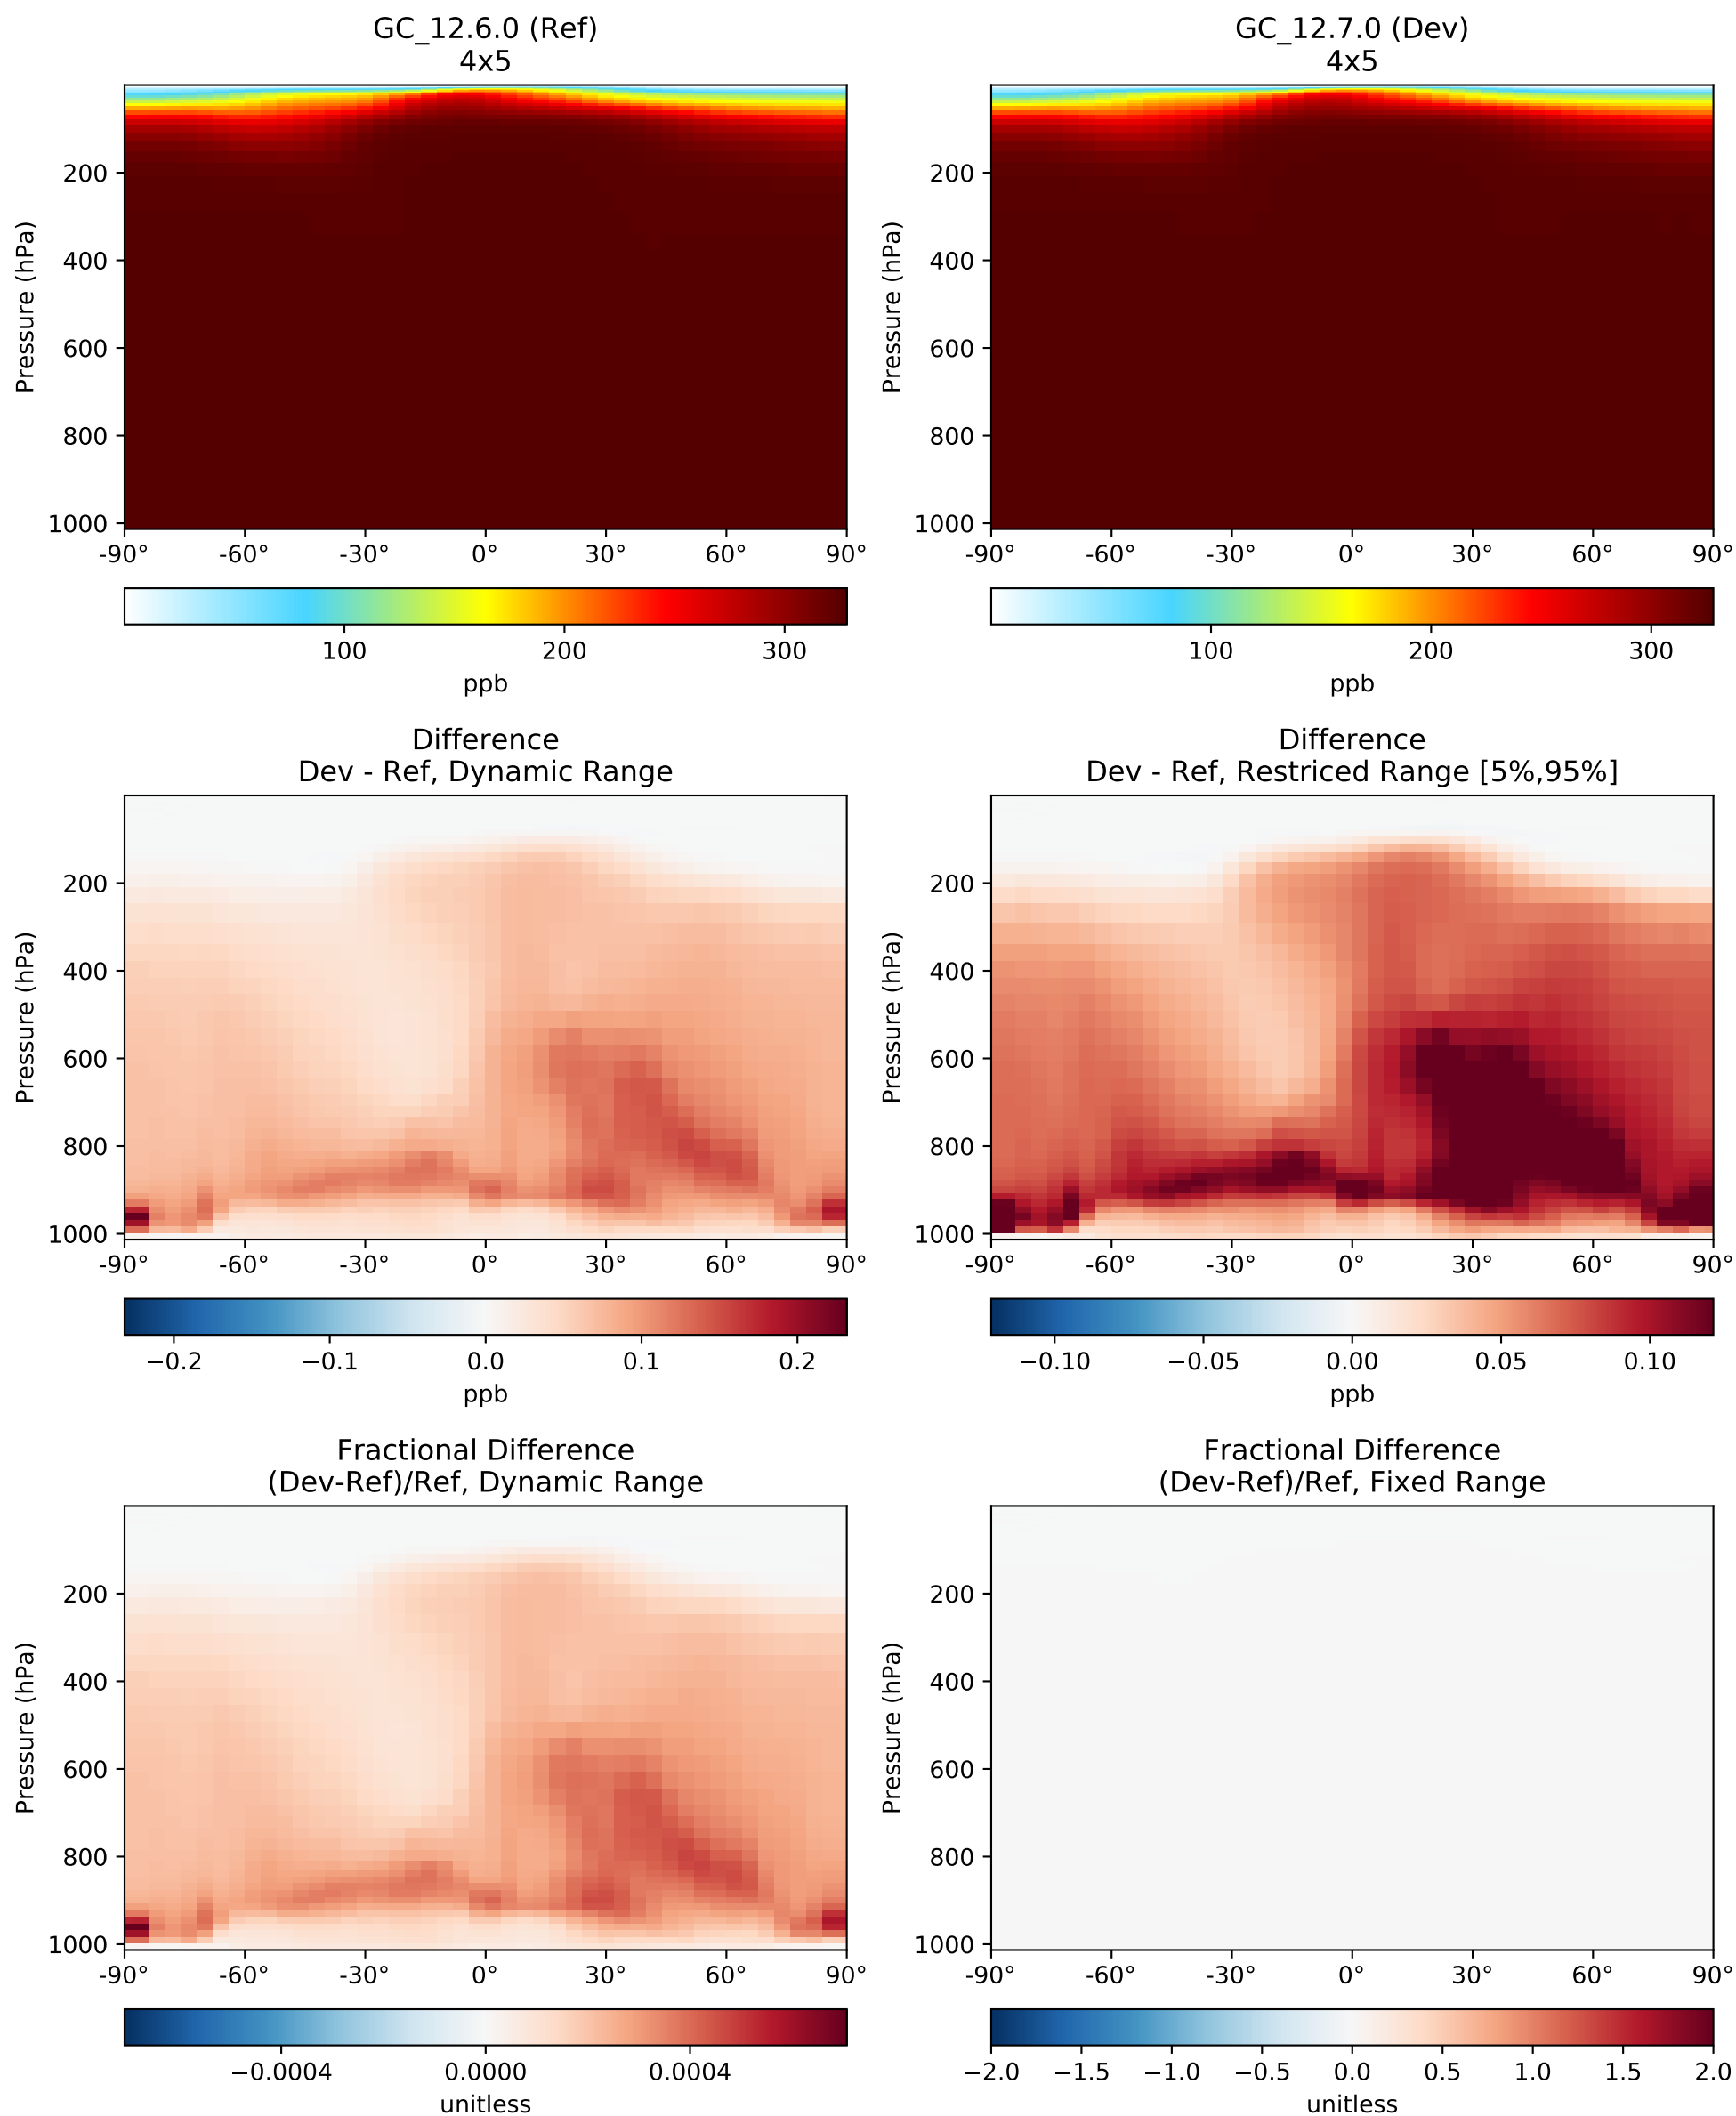 GC_12.6.0 (Ref)
4x5
Pressure (hPa)
200
400
600
800
1000
-90° -60° -30° 0° 30° 60° 90°
100 200 300
ppb
GC_12.7.0 (Dev)
4x5
Pressure (hPa)
200
400
600
800
1000
-90° -60° -30° 0° 30° 60° 90°
100 200 300
ppb
Difference
Dev - Ref, Dynamic Range
Pressure (hPa)
200
400
600
800
1000
-90° -60° -30° 0° 30° 60° 90°
−0.2 −0.1 0.0 0.1 0.2
ppb
Difference
Dev - Ref, Restriced Range [5%,95%]
Pressure (hPa)
200
400
600
800
1000
-90° -60° -30° 0° 30° 60° 90°
−0.10 −0.05 0.00 0.05 0.10
ppb
Fractional Difference
(Dev-Ref)/Ref, Dynamic Range
Pressure (hPa)
200
400
600
800
1000
-90° -60° -30° 0° 30° 60° 90°
−0.0004 0.0000 0.0004
unitless
Fractional Difference
(Dev-Ref)/Ref, Fixed Range
Pressure (hPa)
200
400
600
800
1000
-90° -60° -30° 0° 30° 60° 90°
−2.0 −1.5 −1.0 −0.5 0.0 0.5 1.0 1.5 2.0
unitless